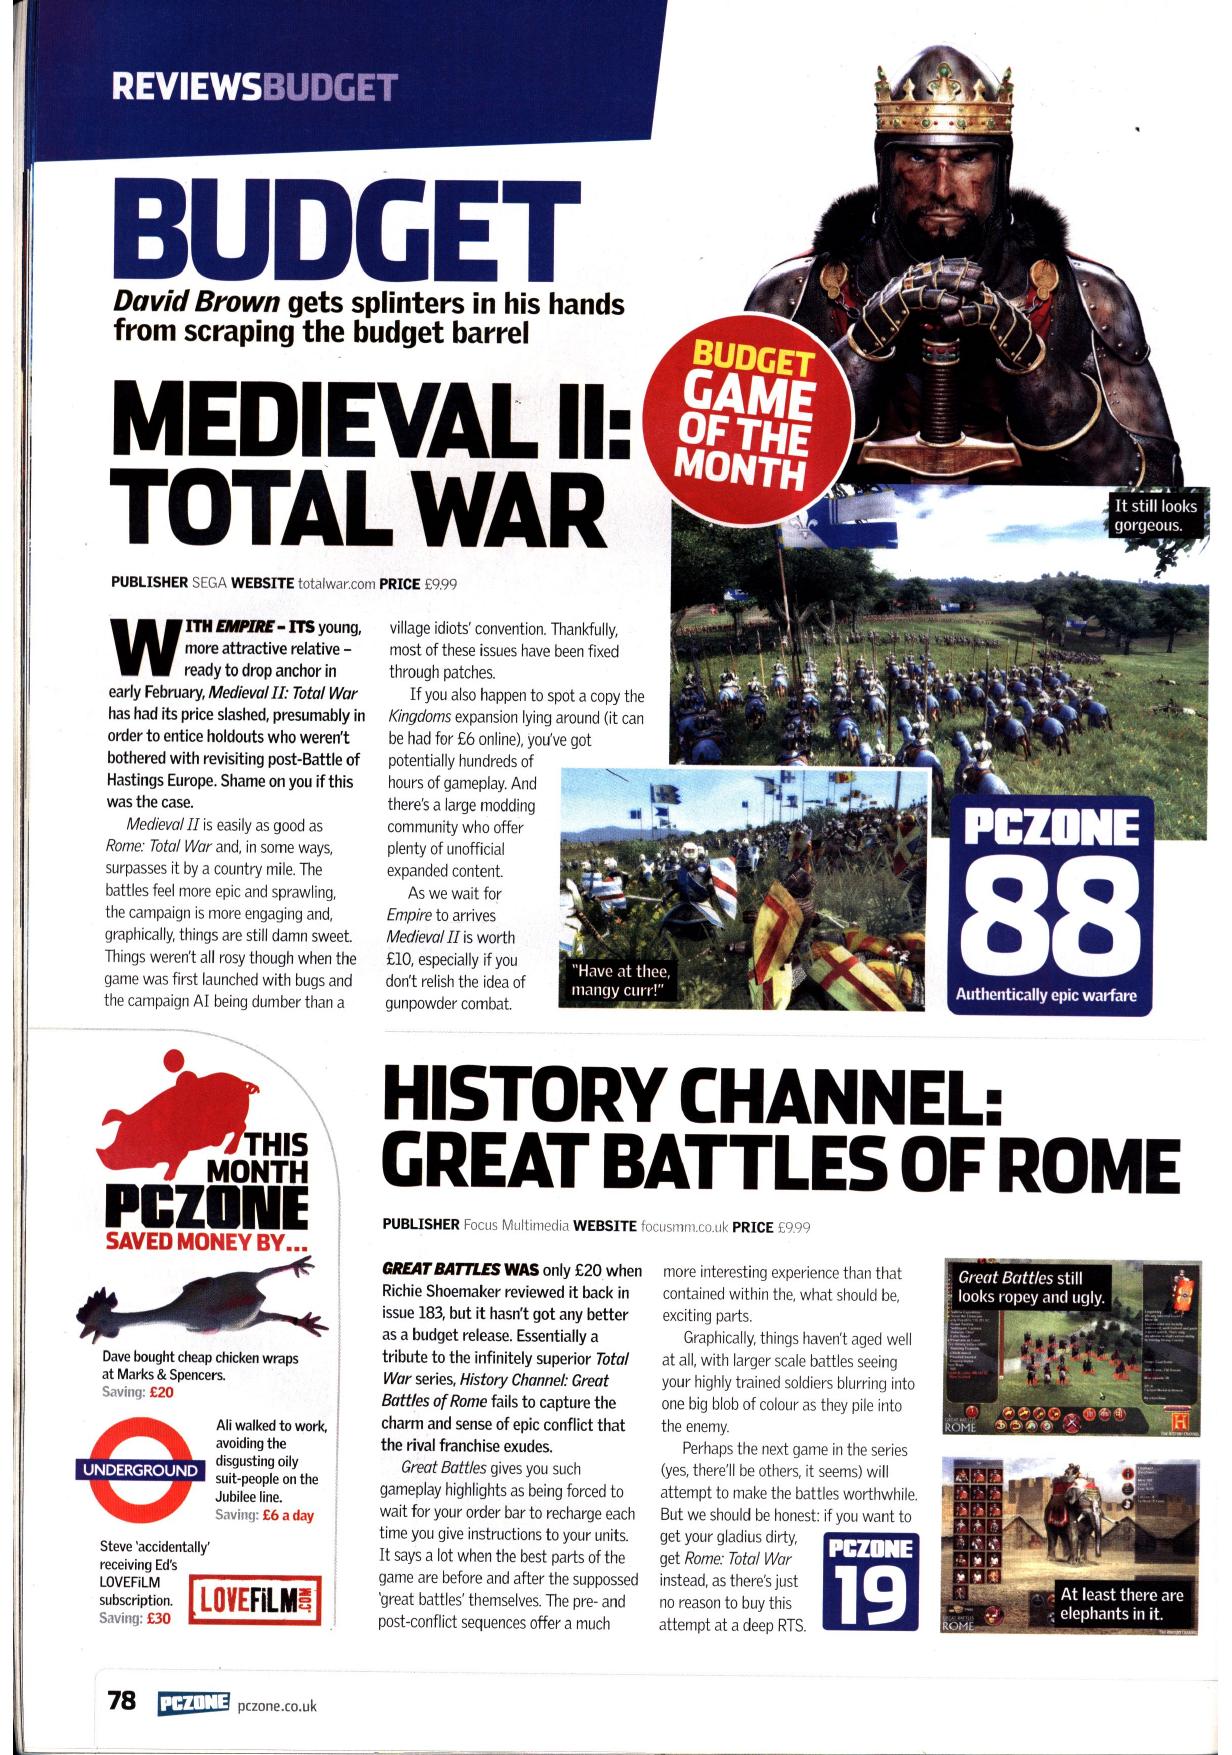 REVIEWSBUDGET
BUDGET
David Brown gets splinters in his hands
from scraping the budget barrel
BUDGET
GAME
OF THE
MONTH
MEDIEVAL II:
TOTAL WAR
PUBLISHER SEGA WEBSITE totalwar.com PRICE £9.99
WITH EMPIRE – ITS young,
more attractive relative –
ready to drop anchor in
early February, Medieval II: Total War
has had its price slashed, presumably in
order to entice holdouts who weren't
bothered with revisiting post-Battle of
Hastings Europe. Shame on you if this
was the case.
Medieval II is easily as good as
Rome: Total War and, in some ways,
surpasses it by a country mile. The
battles feel more epic and sprawling,
the campaign is more engaging and,
graphically, things are still damn sweet.
Things weren't all rosy though when the
game was first launched with bugs and
the campaign AI being dumber than a
village idiots' convention. Thankfully,
most of these issues have been fixed
through patches.
If you also happen to spot a copy the
Kingdoms expansion lying around (it can
be had for £6 online), you've got
potentially hundreds of
hours of gameplay. And
there's a large modding
community who offer
plenty of unofficial
expanded content.
As we wait for
Empire to arrives
Medieval II is worth
£10, especially if you
don't relish the idea of
gunpowder combat.
It still looks
gorgeous.
"Have at thee,
mangy curr!"
PCZONE
88
Authentically epic warfare
THIS
MONTH
PCZONE
SAVED MONEY BY...
Dave bought cheap chicken wraps
at Marks & Spencers.
Saving: £20
UNDERGROUND
Ali walked to work,
avoiding the
disgusting oily
suit-people on the
Jubilee line.
Saving: £6 a day
Steve 'accidentally'
receiving Ed's
LOVEFiLM
subscription.
Saving: £30
LOVEFiLM.COM
HISTORY CHANNEL:
GREAT BATTLES OF ROME
PUBLISHER Focus Multimedia WEBSITE focusmm.co.uk PRICE £9.99
GREAT BATTLES WAS only £20 when
Richie Shoemaker reviewed it back in
issue 183, but it hasn't got any better
as a budget release. Essentially a
tribute to the infinitely superior Total
War series, History Channel: Great
Battles of Rome fails to capture the
charm and sense of epic conflict that
the rival franchise exudes.
Great Battles gives you such
gameplay highlights as being forced to
wait for your order bar to recharge each
time you give instructions to your units.
It says a lot when the best parts of the
game are before and after the suppossed
'great battles' themselves. The pre- and
post-conflict sequences offer a much
more interesting experience than that
contained within the, what should be,
exciting parts.
Graphically, things haven't aged well
at all, with larger scale battles seeing
your highly trained soldiers blurring into
one big blob of colour as they pile into
the enemy.
Perhaps the next game in the series
(yes, there'll be others, it seems) will
attempt to make the battles worthwhile.
But we should be honest: if you want to
get your gladius dirty,
get Rome: Total War
instead, as there's just
no reason to buy this
attempt at a deep RTS.
PCZONE
19
Great Battles still
looks ropey and ugly.
GREAT BATTLES
ROME
H
At least there are
elephants in it.
GREAT BATTLES
ROME
78 PCZONE pczone.co.uk